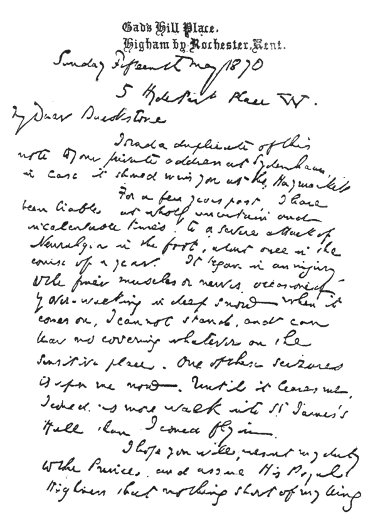 Gad's Hill Place,
Higham by Rochester, Kent.
Sunday Fifteenth May 1870
5 Hyde Park Place W.
My Dear Buckstone
I send a duplicate of this
note to your private address at Sydenham,
in case it should miss you at the Haymarket.
For a few years past, I have
been liable, at wholly uncertain and
incalculable times, to a severe attack of
Neuralgia in the foot, about once in the
course of a year. It began in an injury
to the finer muscles or nerves, occasioned
by over-walking in deep snow. When it
comes on, I cannot stand, and can
bear no covering whatever on the
sensitive place. One of these seizures
is upon me now. Until it leaves me,
I could no more walk into St. James's
Hall than I could fly in
I hope you will, present my duty
to the Prince, and assure His Royal
Highness that nothing short of my being